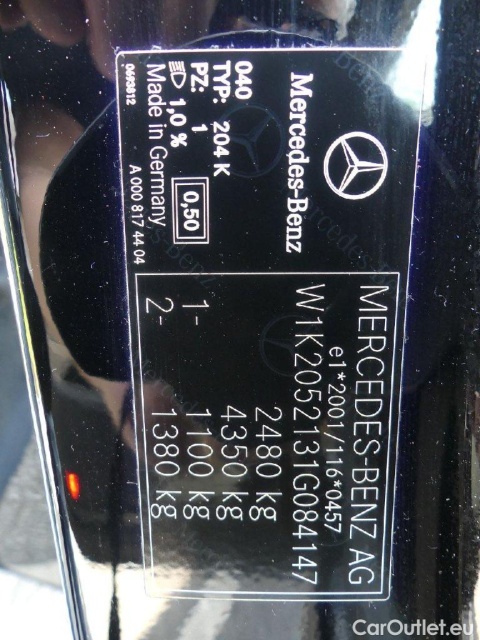 MERCEDES-BENZ AG
e1*2001/116*0457
W1K2052131G084147
2480 kg
4350 kg
1- 1100 kg
2- 1380 kg
Mercedes-Benz
040
TYP: 204 K
PZ: 1 0,50
1,0 %
Made in Germany
0693812 A 000 817 44 04
CarOutlet.eu